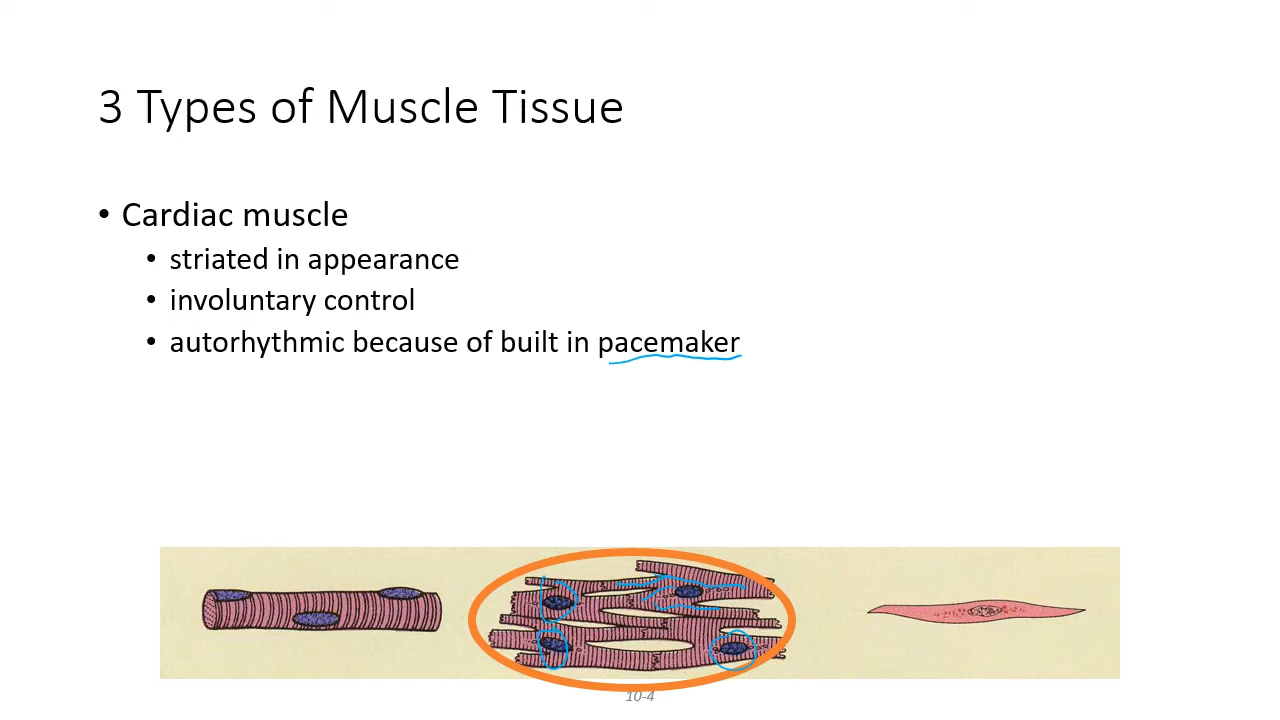 3 Types of Muscle Tissue
• Cardiac muscle
• striated in appearance
• involuntary control
• autorhythmic because of built in pacemaker
10-4